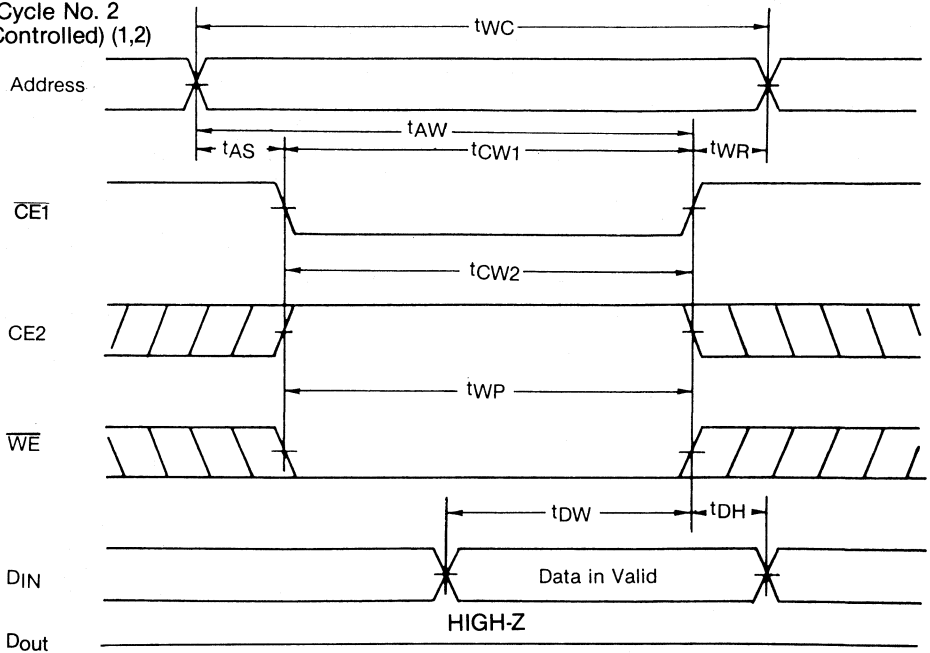 Cycle No. 2
Controlled) (1,2)
tWC
Address
tAW
tAS
tCW1
tWR
CE1
tCW2
CE2
tWP
WE
tDW
tDH
DIN
Data in Valid
HIGH-Z
Dout